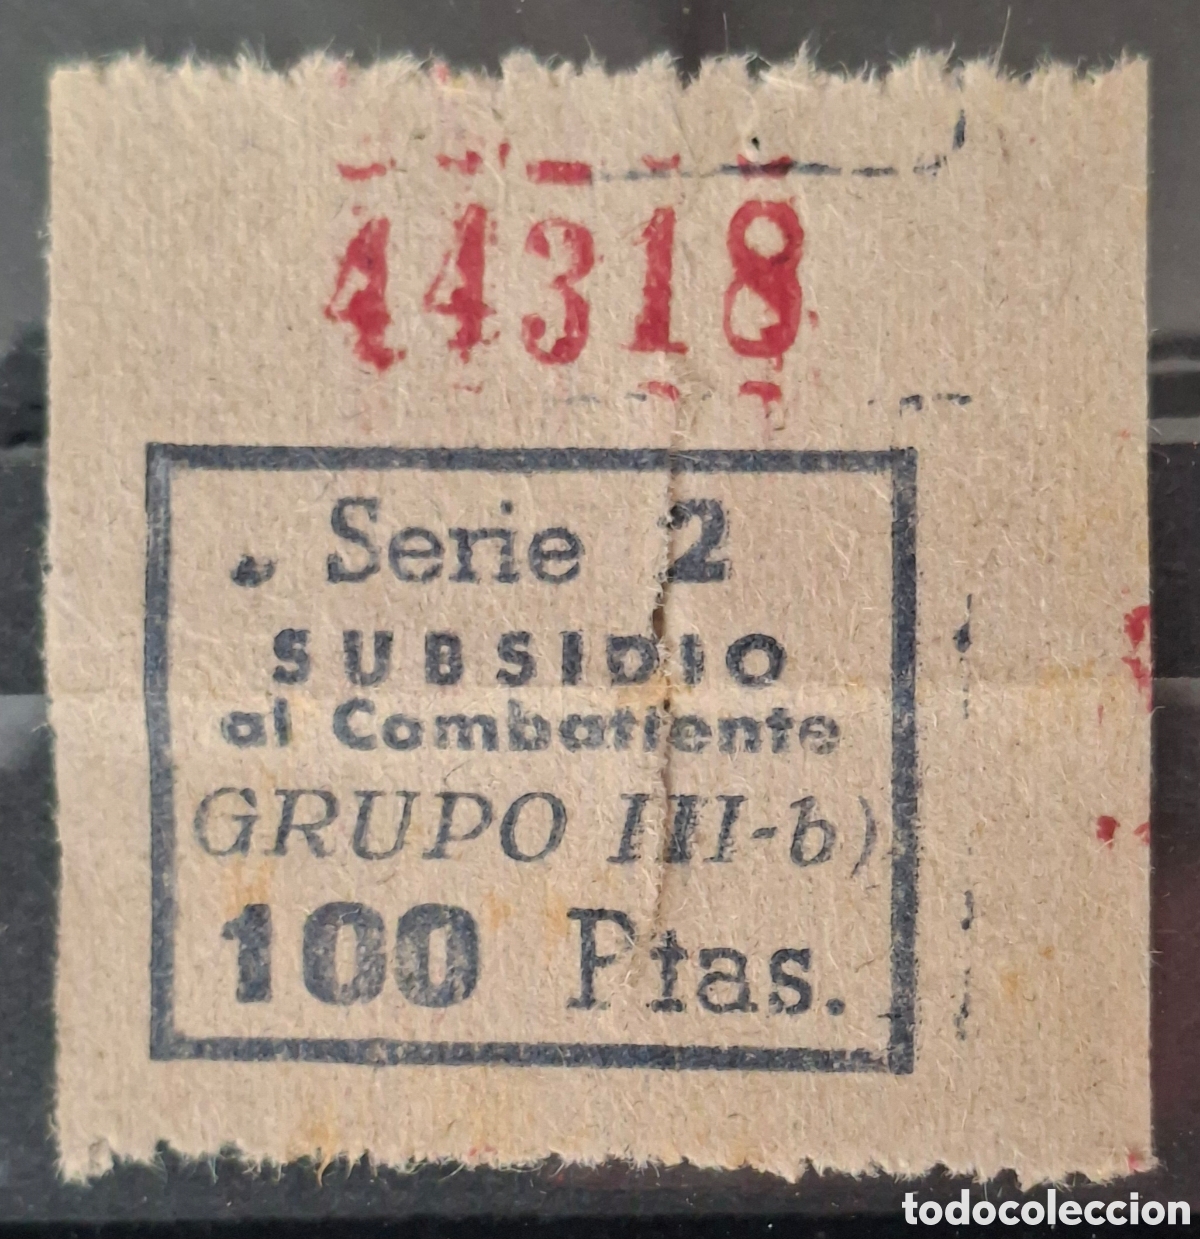 44318
Serie 2
SUBSIDIO
al Combatiente
GRUPO III-b)
100 Ptas.
todocoleccion